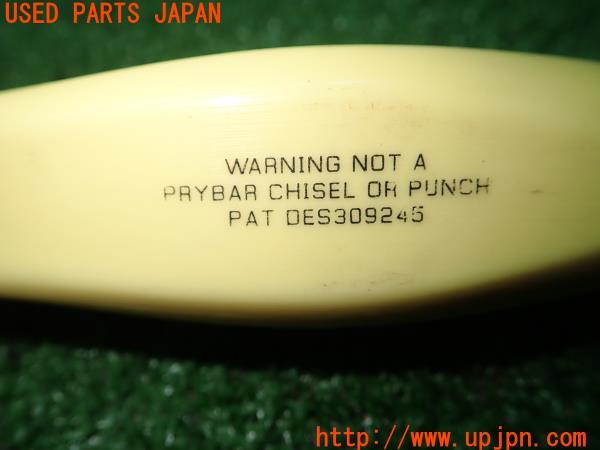 USED PARTS JAPAN
WARNING NOT A
PRYBAR CHISEL OR PUNCH
PAT DES309245
http://www.upjpn.com/